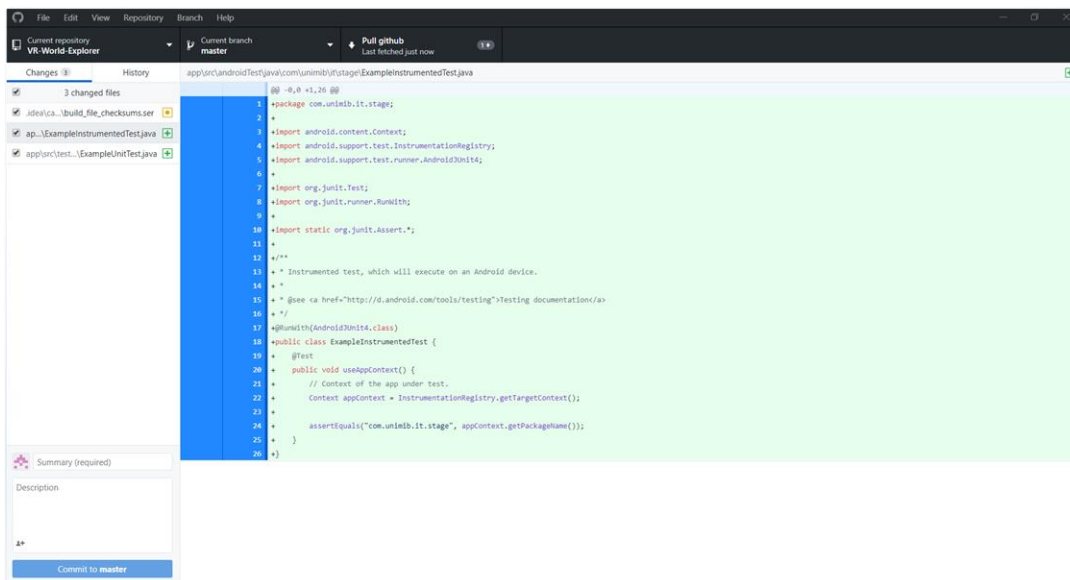 File Edit View Repository Branch Help
Current repository
VR-World-Explorer
Current branch
master
Pull github
Last fetched just now
1
Changes 3
History
app\src\androidTest\java\com\unimib\it\stage\ExampleInstrumentedTest.java
3 changed files
.idea\ca...\build_file_checksums.ser
ap...\ExampleInstrumentedTest.java
app\src\test...\ExampleUnitTest.java
@@ -0,0 +1,26 @@
1 +package com.unimib.it.stage;
2 +
3 +import android.content.Context;
4 +import android.support.test.InstrumentationRegistry;
5 +import android.support.test.runner.AndroidJUnit4;
6 +
7 +import org.junit.Test;
8 +import org.junit.runner.RunWith;
9 +
10 +import static org.junit.Assert.*;
11 +
12 +/**
13 + * Instrumented test, which will execute on an Android device.
14 + *
15 + * @see <a href="http://d.android.com/tools/testing">Testing documentation</a>
16 + */
17 +@RunWith(AndroidJUnit4.class)
18 +public class ExampleInstrumentedTest {
19 +    @Test
20 +    public void useAppContext() {
21 +        // Context of the app under test.
22 +        Context appContext = InstrumentationRegistry.getTargetContext();
23 +
24 +        assertEquals("com.unimib.it.stage", appContext.getPackageName());
25 +    }
26 +}
Summary (required)
Description
Commit to master